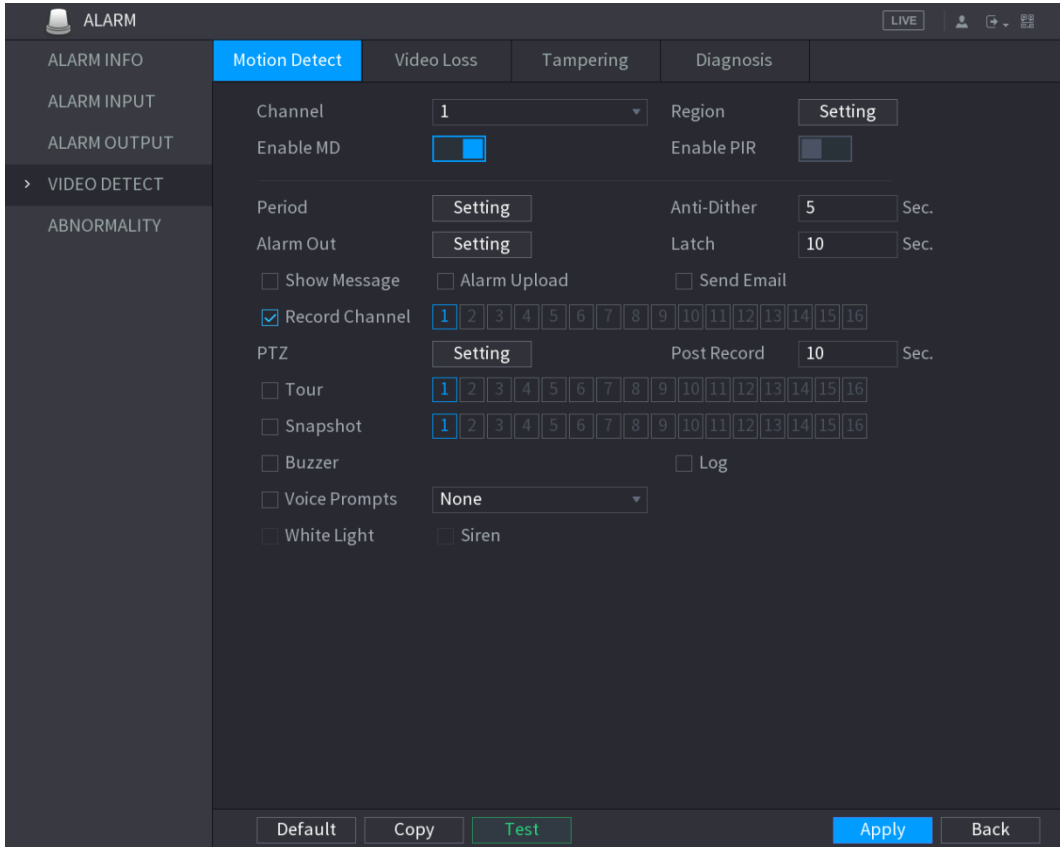 ALARM LIVE
ALARM INFO
ALARM INPUT
ALARM OUTPUT
> VIDEO DETECT
ABNORMALITY
Motion Detect Video Loss Tampering Diagnosis
Channel 1 Region Setting
Enable MD Enable PIR
Period Setting Anti-Dither 5 Sec.
Alarm Out Setting Latch 10 Sec.
Show Message Alarm Upload Send Email
Record Channel 1 2 3 4 5 6 7 8 9 10 11 12 13 14 15 16
PTZ Setting Post Record 10 Sec.
Tour 1 2 3 4 5 6 7 8 9 10 11 12 13 14 15 16
Snapshot 1 2 3 4 5 6 7 8 9 10 11 12 13 14 15 16
Buzzer Log
Voice Prompts None
White Light Siren
Default Copy Test Apply Back